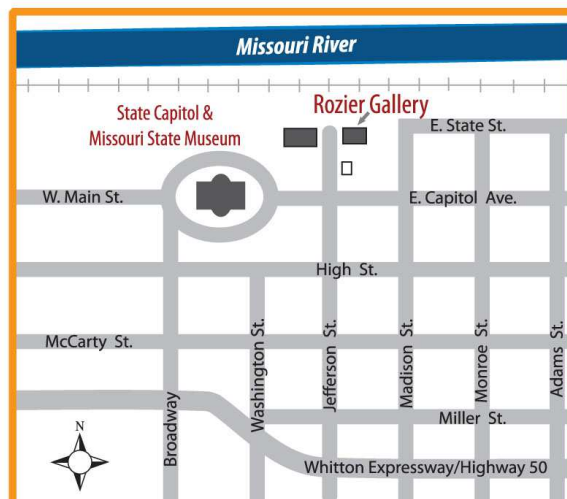 Missouri River
State Capitol &
Missouri State Museum
Rozier Gallery
E. State St.
W. Main St.
E. Capitol Ave.
High St.
McCarty St.
Broadway
Washington St.
Jefferson St.
Madison St.
Monroe St.
Adams St.
Miller St.
N
Whitton Expressway/Highway 50